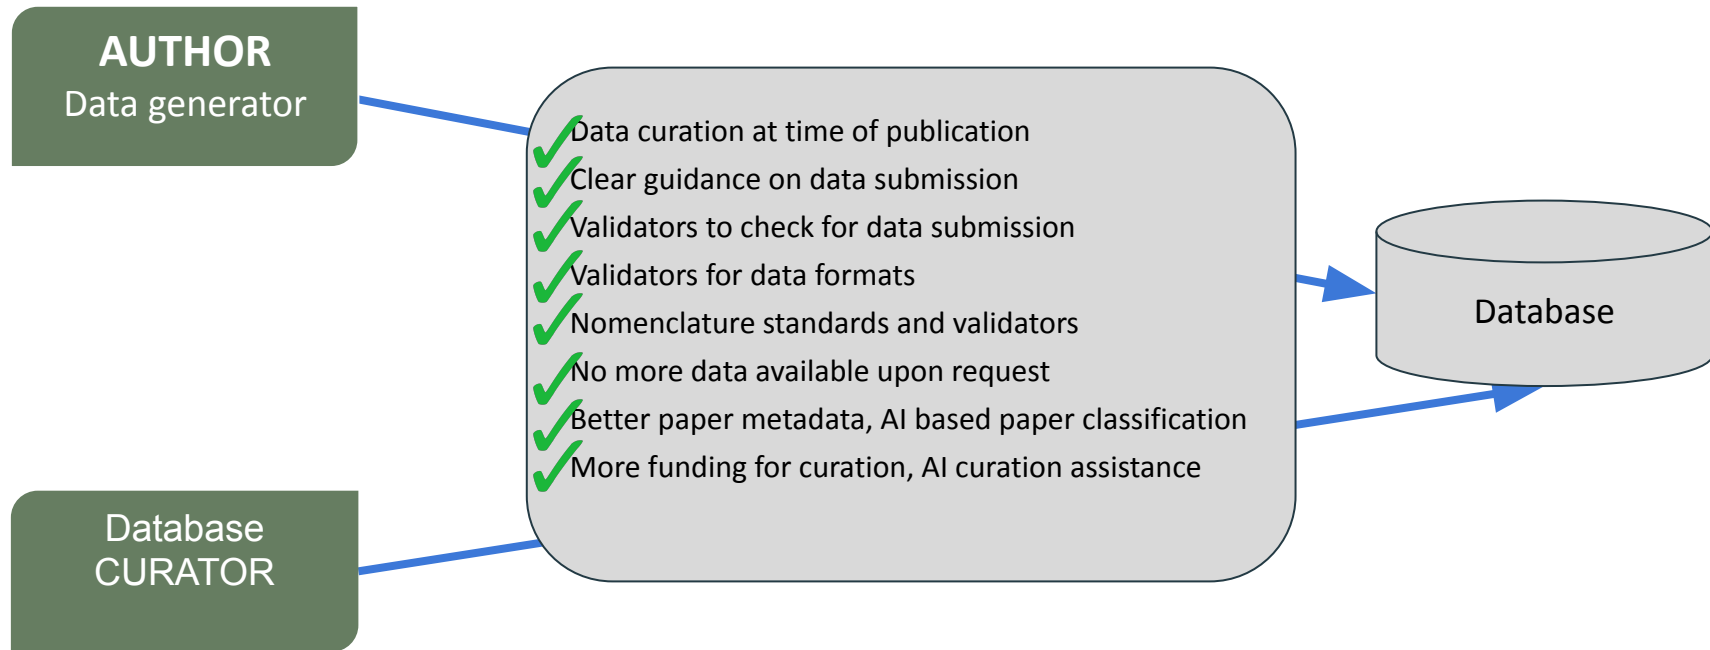 AUTHOR
Data generator
Data curation at time of publication
Clear guidance on data submission
Validators to check for data submission
Validators for data formats
Nomenclature standards and validators
No more data available upon request
Better paper metadata, AI based paper classification
More funding for curation, AI curation assistance
Database
Database
CURATOR